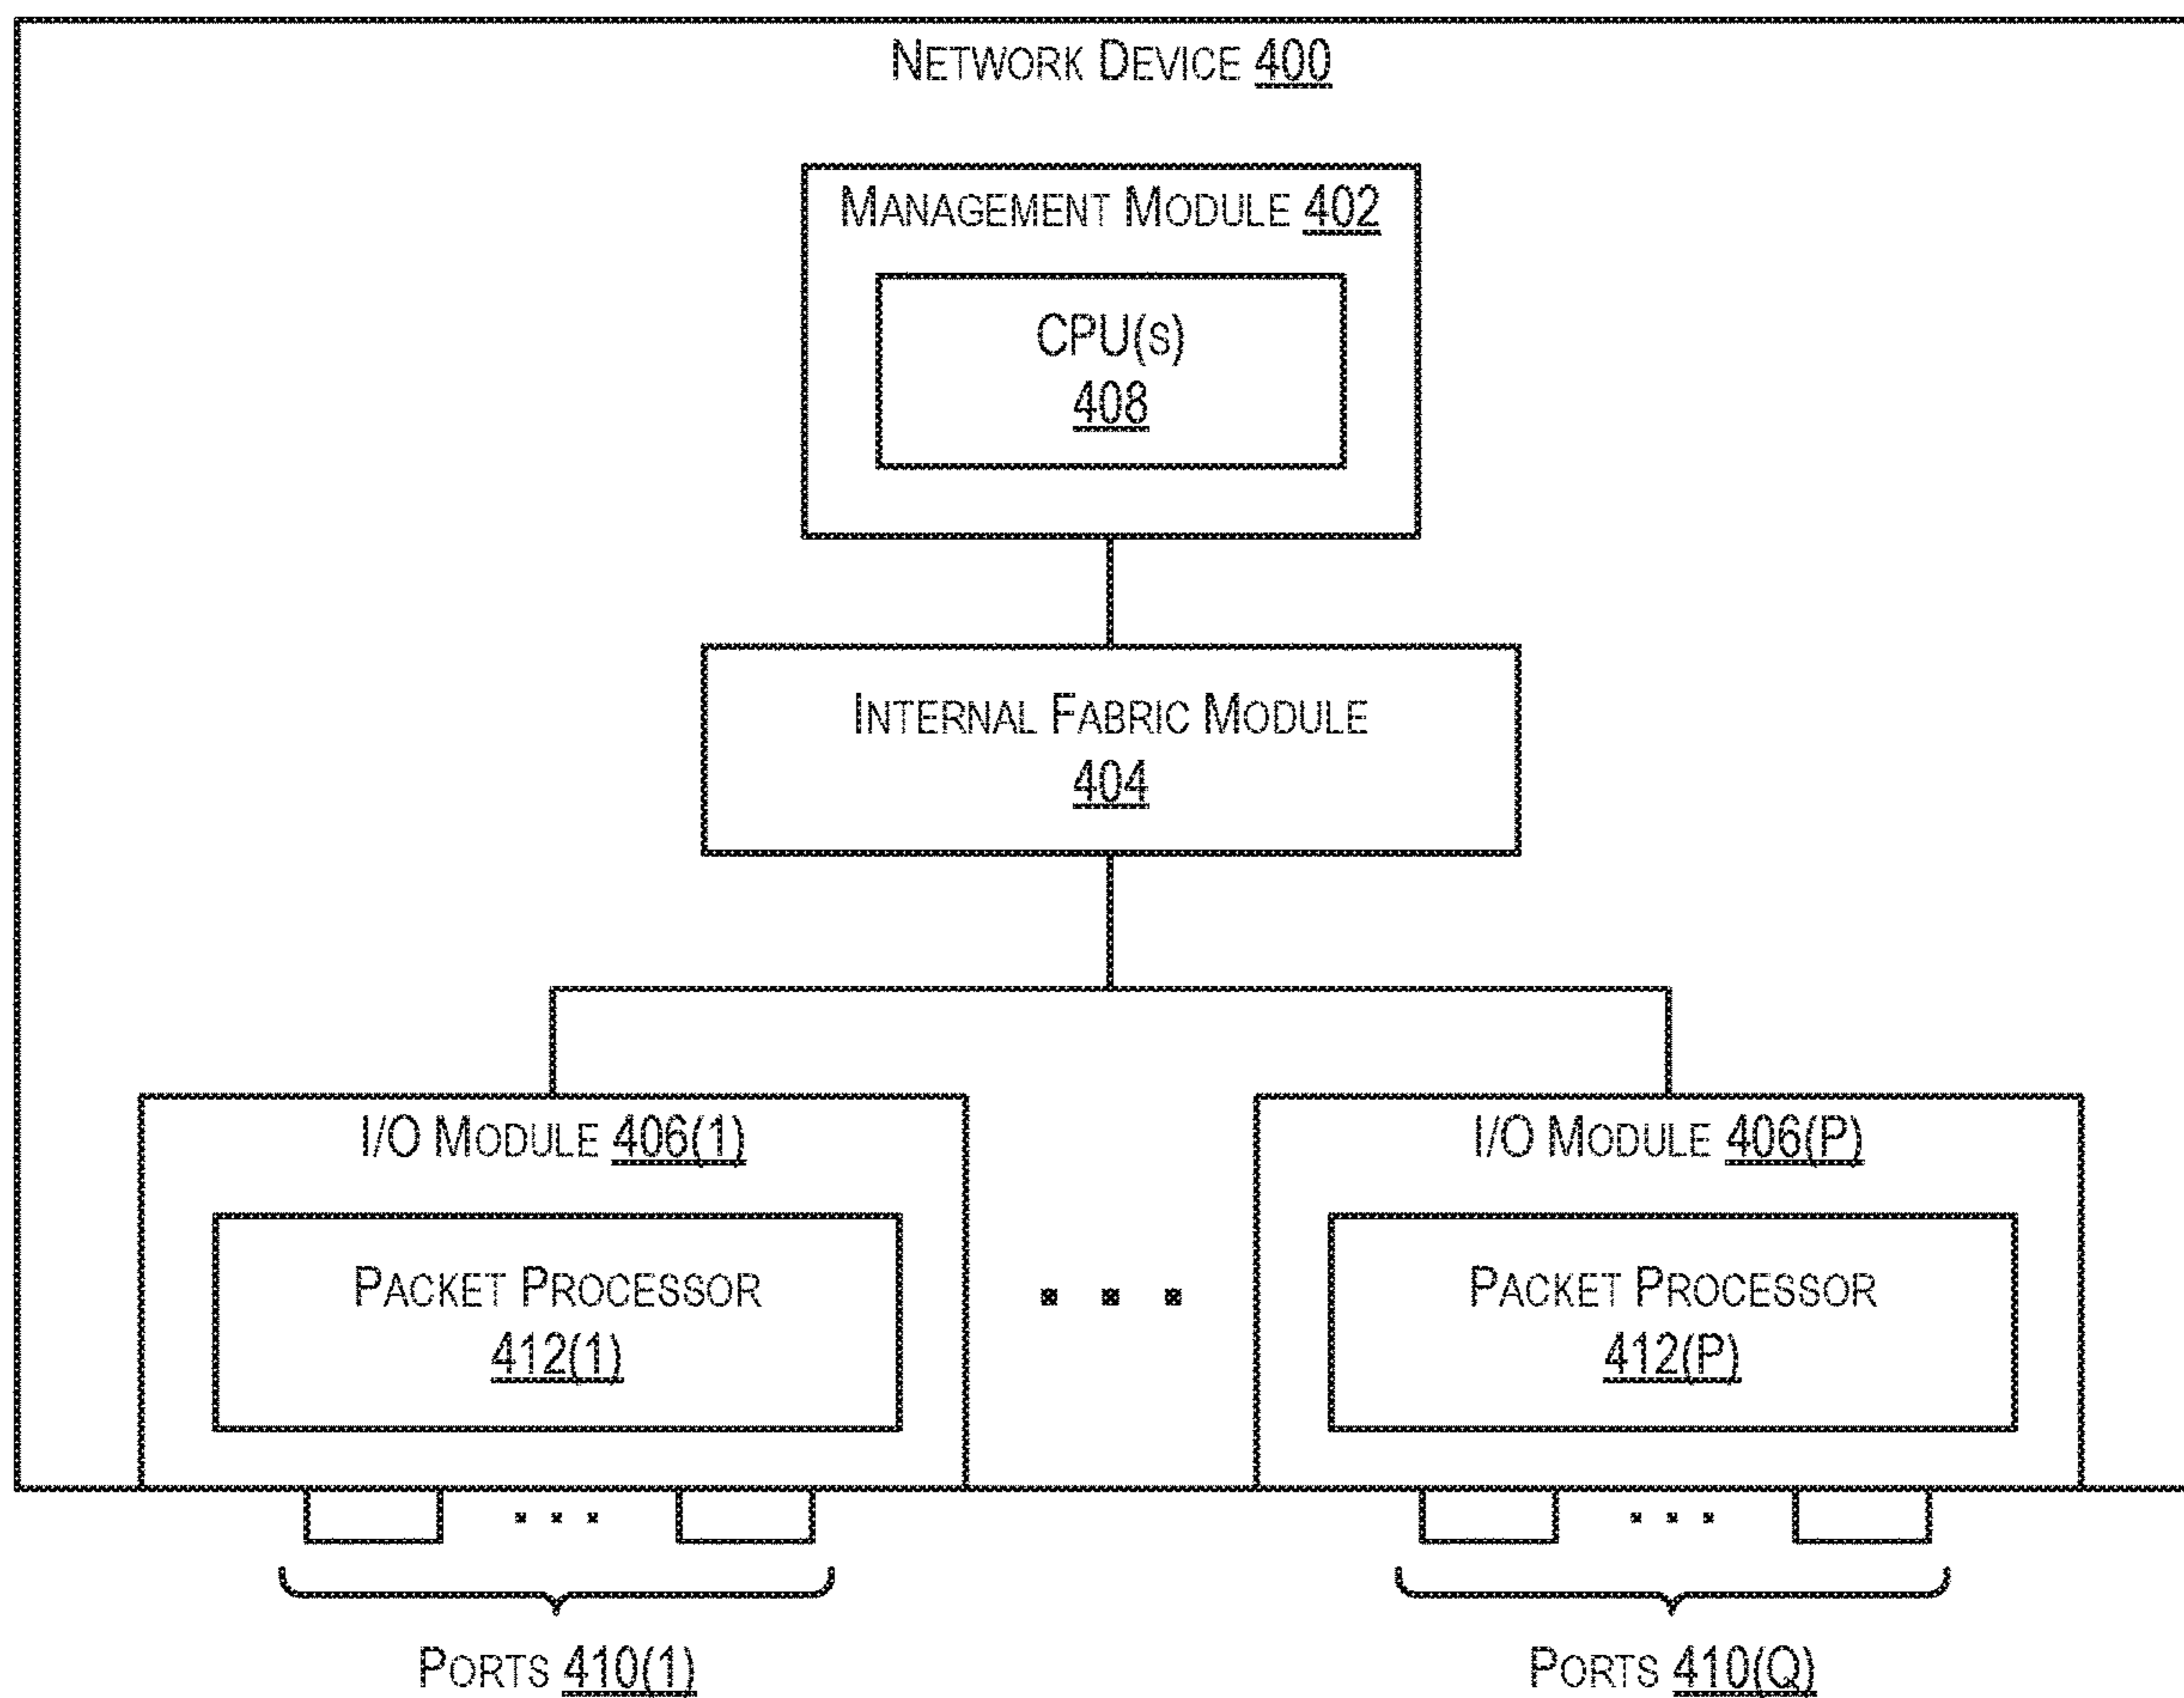 NETWORK DEVICE 400
MANAGEMENT MODULE 402
CPU(S)
408
INTERNAL FABRIC MODULE
404
I/O MODULE 406(1)
I/O MODULE 406(P)
PACKET PROCESSOR
412(1)
PACKET PROCESSOR
412(P)
PORTS 410(1)
PORTS 410(Q)